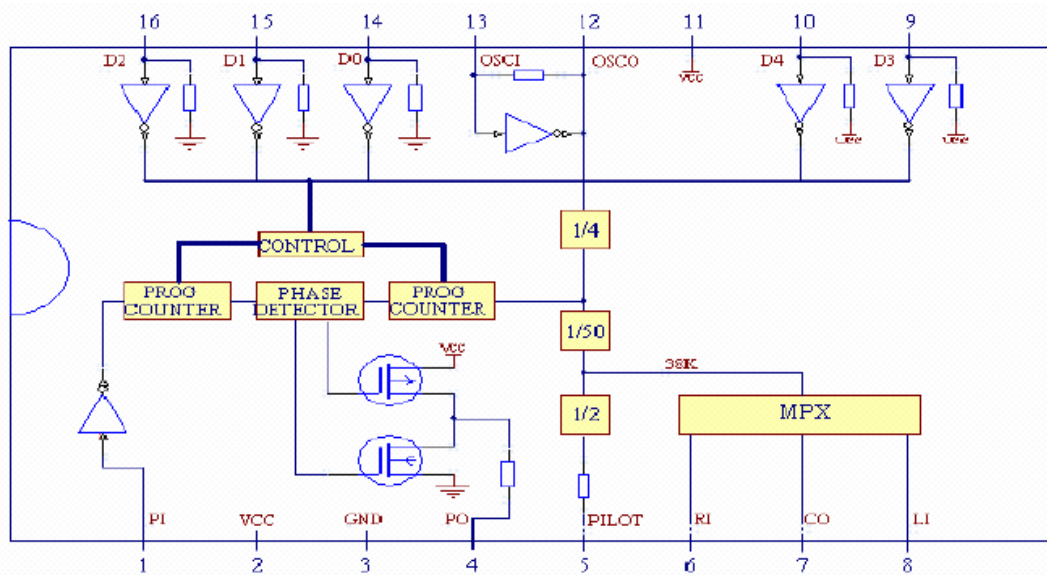 16 15 14 13 12 11 10 9
D2 D1 D0 OSCI OSCO VCC D4 D3
VCC VCC
1/4
CONTROL
PROG
COUNTER
PHASE
DETECTOR
PROG
COUNTER
1/50
VCC
38K
1/2
MPX
PI VCC GND PO PILOT RI CO LI
1 2 3 4 5 6 7 8